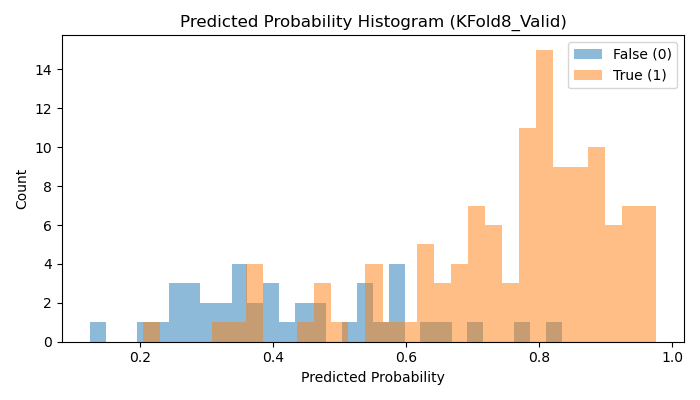 Predicted Probability Histogram (KFold8_Valid)
False (0)
True (1)
Count
14
12
10
8
6
4
2
0
0.2 0.4 0.6 0.8 1.0
Predicted Probability